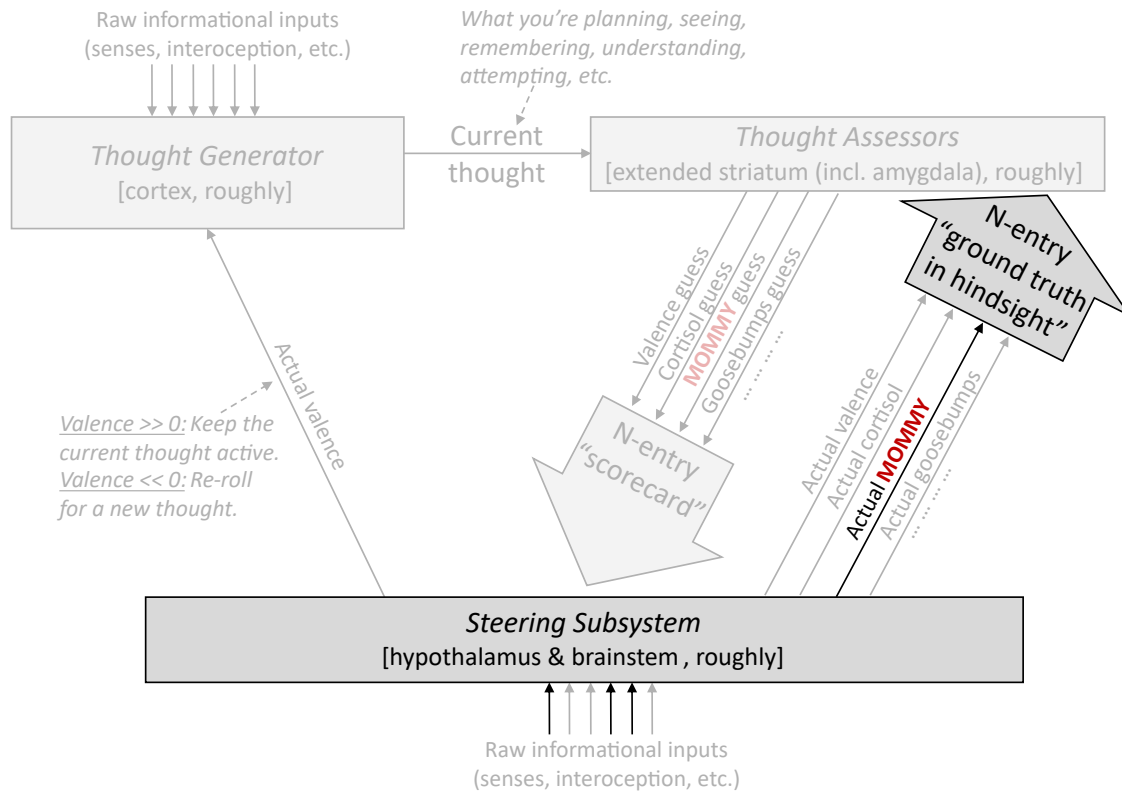 Raw informational inputs
(senses, interoception, etc.)
What you're planning, seeing,
remembering, understanding,
attempting, etc.
Thought Generator
[cortex, roughly]
Current
thought
Thought Assessors
[extended striatum (incl. amygdala), roughly]
Valence guess
Cortisol guess
MOMMY guess
Goosebumps guess
... ... ...
N-entry
“scorecard”
N-entry
“ground truth
in hindsight”
Actual valence
Actual cortisol
Actual MOMMY
Actual goosebumps
... ... ...
Actual valence
Valence >> 0: Keep the
current thought active.
Valence << 0: Re-roll
for a new thought.
Steering Subsystem
[hypothalamus & brainstem , roughly]
Raw informational inputs
(senses, interoception, etc.)